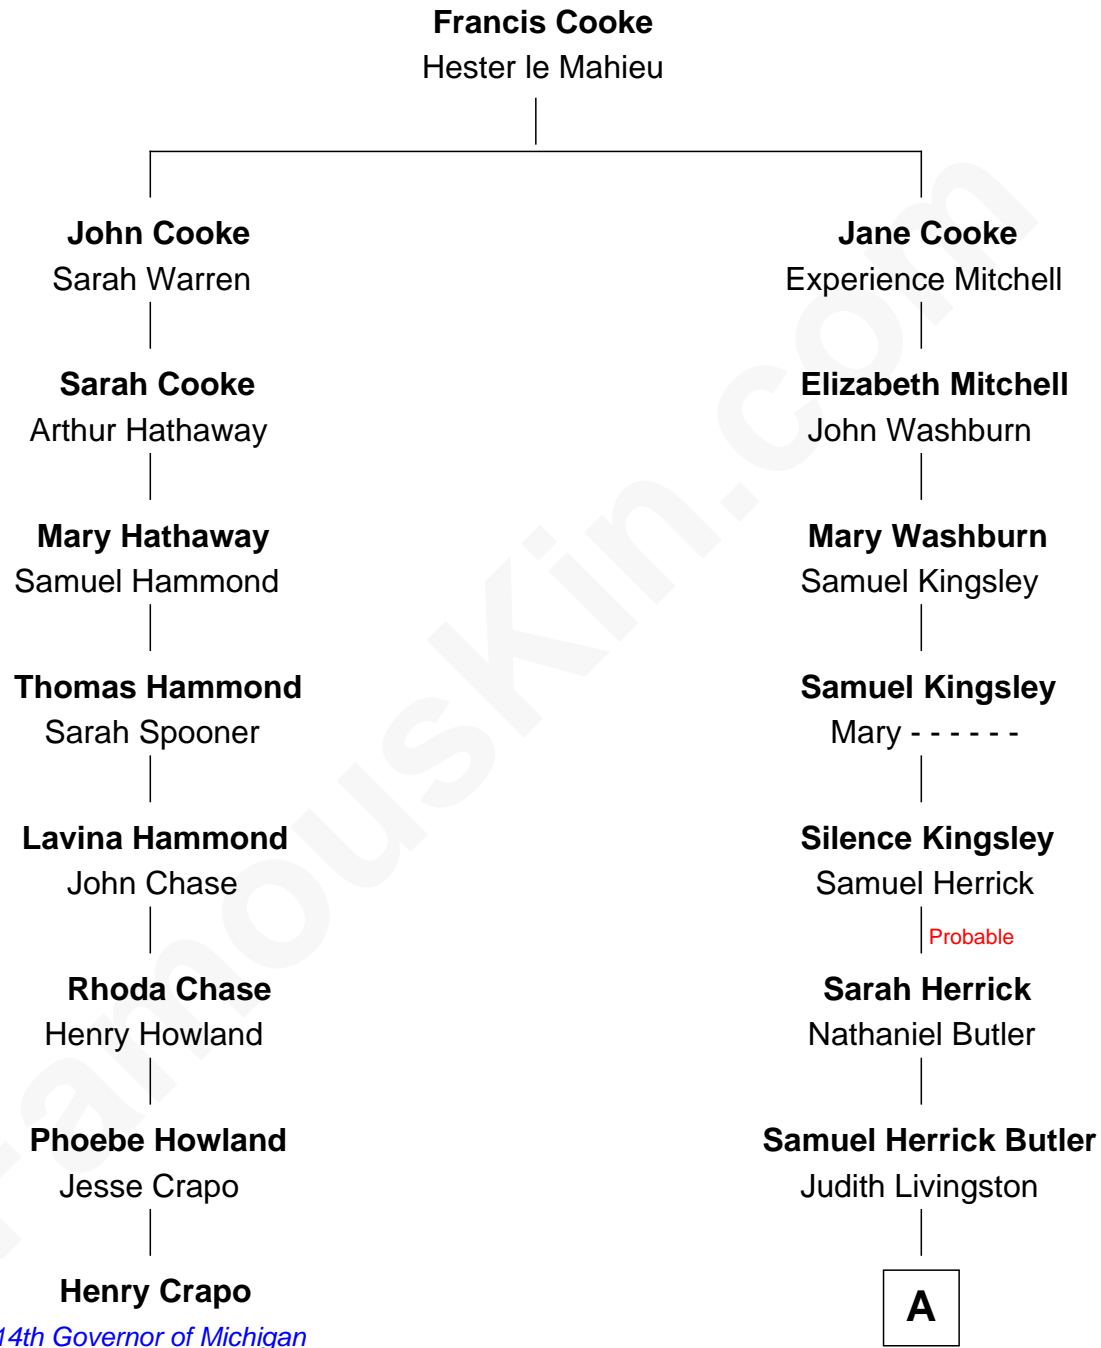 Francis Cooke
Hester le Mahieu
John Cooke
Sarah Warren
Jane Cooke
Experience Mitchell
Sarah Cooke
Arthur Hathaway
Elizabeth Mitchell
John Washburn
Mary Hathaway
Samuel Hammond
Mary Washburn
Samuel Kingsley
Thomas Hammond
Sarah Spooner
Samuel Kingsley
Mary - - - - - -
Lavina Hammond
John Chase
Silence Kingsley
Samuel Herrick
Probable
Rhoda Chase
Henry Howland
Sarah Herrick
Nathaniel Butler
Phoebe Howland
Jesse Crapo
Samuel Herrick Butler
Judith Livingston
Henry Crapo
14th Governor of Michigan
A
FamousKin.com